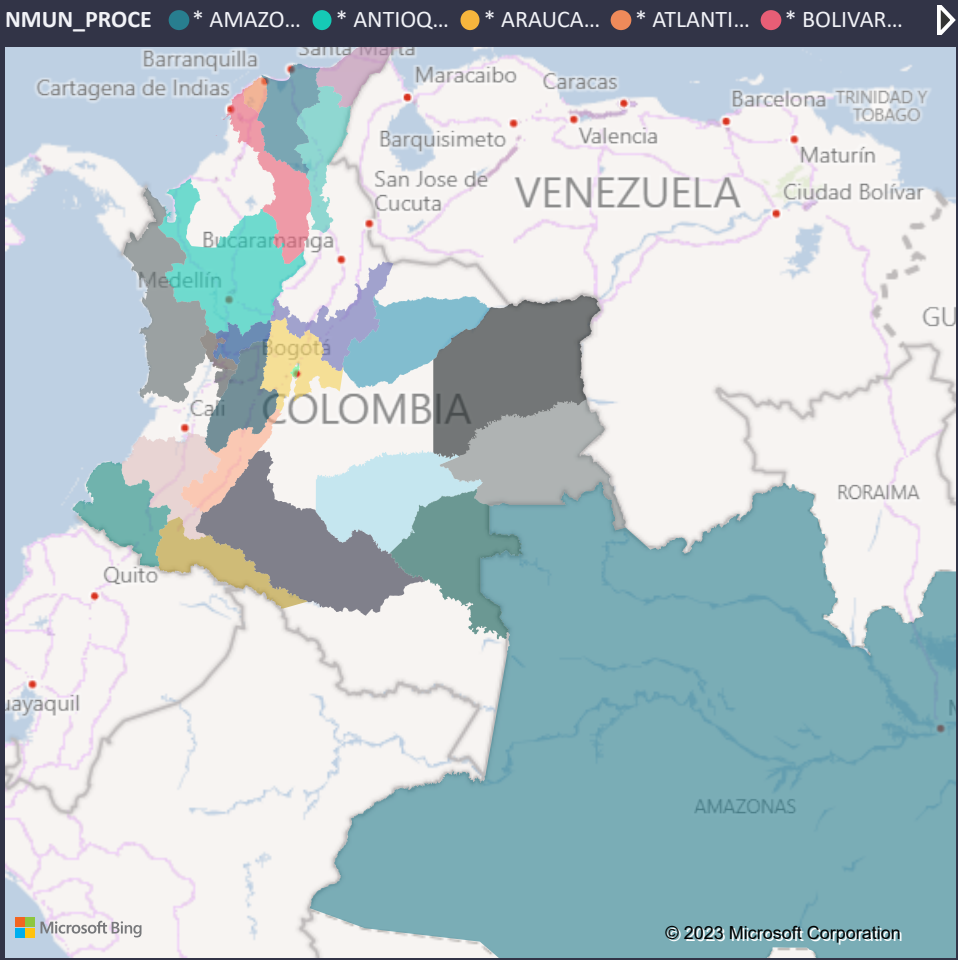 NMUN_PROCE * AMAZO... * ANTIOQ... * ARAUCA... * ATLANTI... * BOLIVAR...
Santa Marta
Barranquilla
Maracaibo
Caracas
Cartagena de Indias
Barcelona
TRINIDAD Y
TOBAGO
Barquisimeto
Valencia
Maturín
San Jose de
Cucuta
VENEZUELA
Ciudad Bolívar
Bucaramanga
Medellín
GU
Bogotá
Cali
COLOMBIA
RORAIMA
Quito
uayaquil
M
AMAZONAS
Microsoft Bing
© 2023 Microsoft Corporation